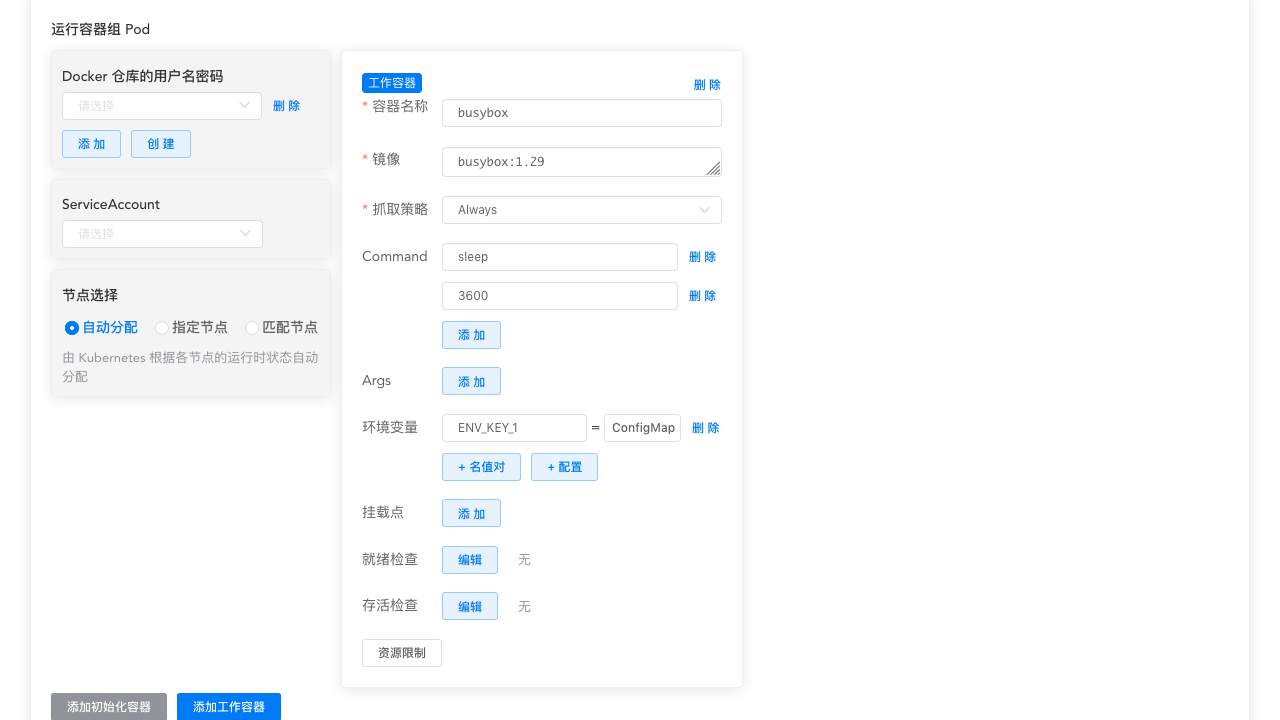 运行容器组 Pod
Docker 仓库的用户名密码
请选择
删 除
添 加
创 建
ServiceAccount
请选择
节点选择
自动分配
指定节点
匹配节点
由 Kubernetes 根据各节点的运行时状态自动
分配
工作容器
删 除
* 容器名称
busybox
* 镜像
busybox:1.29
* 抓取策略
Always
Command
sleep
删 除
3600
删 除
添 加
Args
添 加
环境变量
ENV_KEY_1
=
ConfigMap
删 除
+ 名值对
+ 配置
挂载点
添 加
就绪检查
编辑
无
存活检查
编辑
无
资源限制
添加初始化容器
添加工作容器